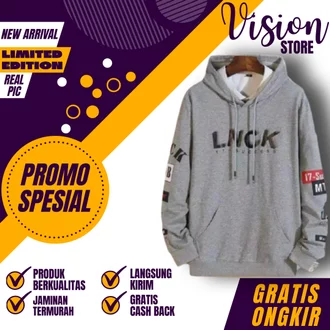 NEW ARRIVAL
LIMITED
EDITION
REAL
PIC
Vision
STORE
LNCK
PROMO
SPESIAL
PRODUK
BERKUALITAS
LANGSUNG
KIRIM
JAMINAN
TERMURAH
GRATIS
CASH BACK
GRATIS
ONGKIR